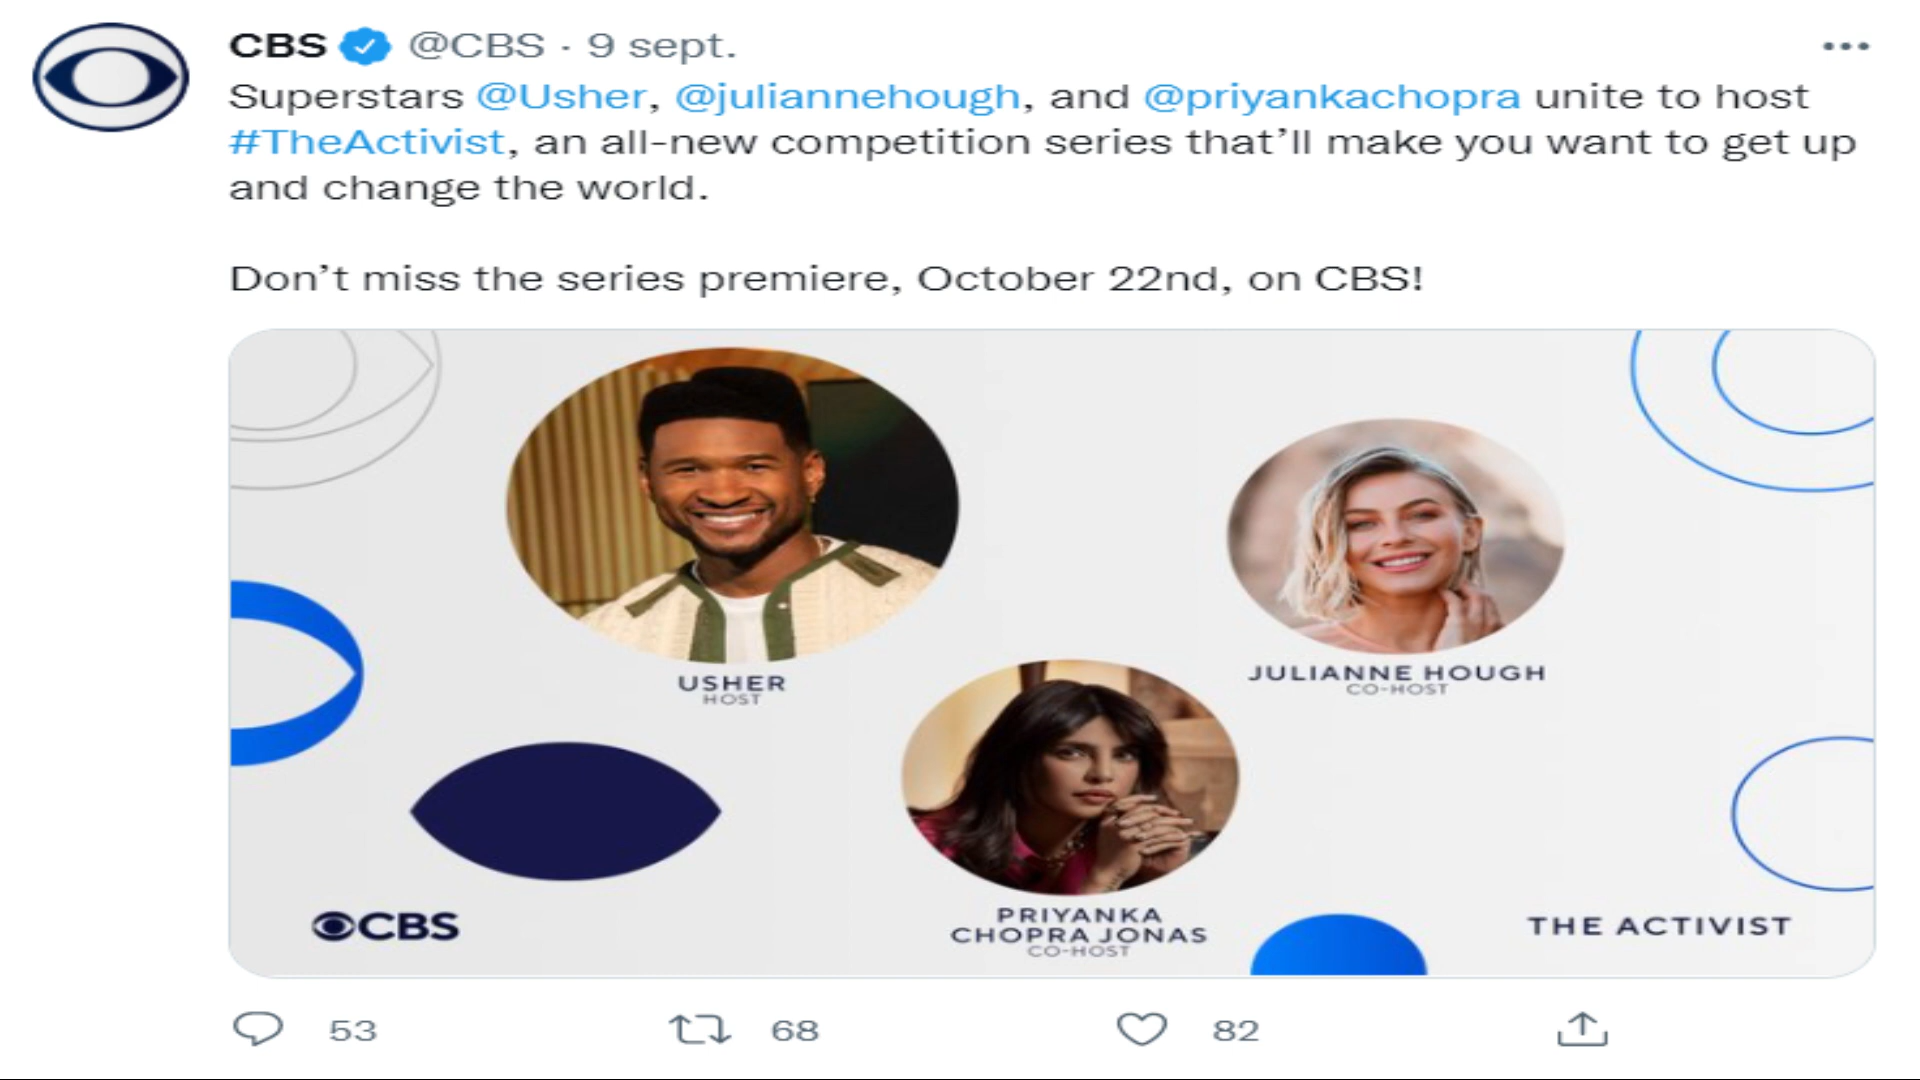 CBS @CBS · 9 sept.
Superstars @Usher, @juliannehough, and @priyankachopra unite to host
#TheActivist, an all-new competition series that’ll make you want to get up
and change the world.
Don’t miss the series premiere, October 22nd, on CBS!
USHER
HOST
JULIANNE HOUGH
CO-HOST
PRIYANKA
CHOPRA JONAS
CO-HOST
CBS
THE ACTIVIST
53 68 82